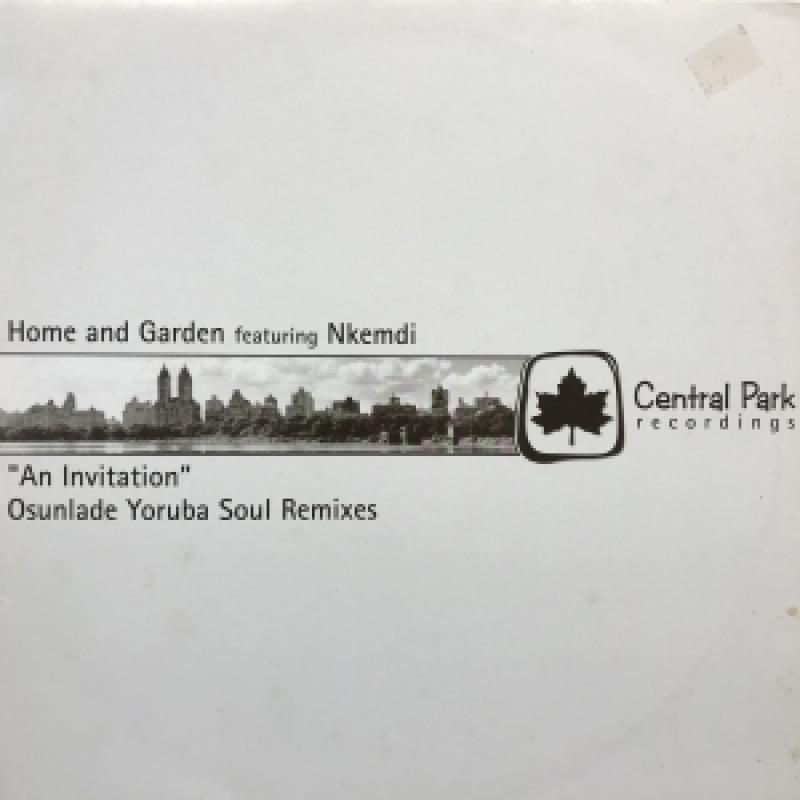 Home and Garden featuring Nkemdi
Central Park
recordings
"An Invitation"
Osunlade Yoruba Soul Remixes